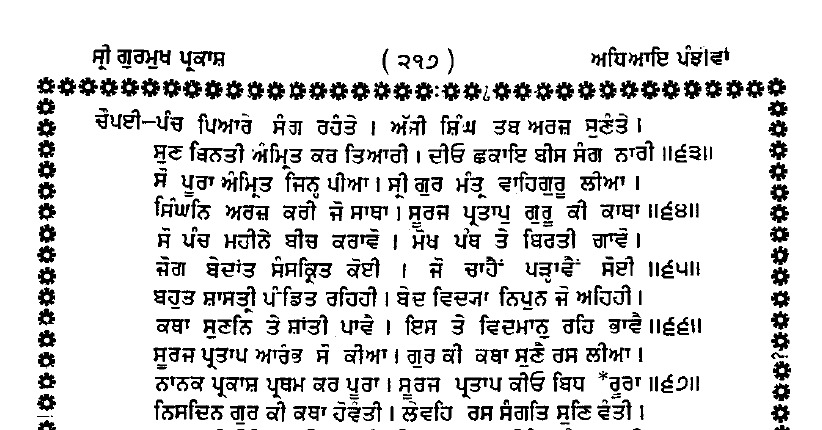 ਸ੍ਰੀ ਗੁਰਮੁਖ ਪ੍ਰਕਾਸ਼ ( ੨੧੭ ) ਅਧਿਆਇ ਪੰਝੀਵਾਂ
ਚੌਪਈ—ਪੰਚ ਪਿਆਰੇ ਸੰਗ ਰਹੰਤੇ । ਅੱਜੀ ਸ਼ਿੰਘ ਤਬ ਅਰਜ਼ ਸੁਣੰਤੇ ।
ਸੁਣ ਬਿਨਤੀ ਅੰਮ੍ਰਿਤ ਕਰ ਤਿਆਰੀ । ਦੀਓ ਛਕਾਇ ਬੀਸ ਸੰਗ ਨਾਰੀ ॥੬੩॥
ਸੋ ਪੂਰਾ ਅੰਮ੍ਰਿਤ ਜਿਨ੍ਹ ਪੀਆ । ਸ੍ਰੀ ਗੁਰ ਮੰਤ੍ਰ ਵਾਹਿਗੁਰੂ ਲੀਆ ।
ਸਿੰਘਨਿ ਅਰਜ਼ ਕਰੀ ਜੋ ਸਾਥਾ । ਸੂਰਜ ਪ੍ਰਤਾਪੁ ਗੁਰੂ ਕੀ ਕਾਥਾ ॥੬੪॥
ਸੋ ਪੰਚ ਮਹੀਨੇ ਬੀਚ ਕਰਾਵੋ । ਮੋਖ ਪੰਥ ਤੇ ਬਿਰਤੀ ਗਾਵੋ ।
ਜੋਗ ਬੇਦਾਂਤ ਸੰਸਕ੍ਰਿਤ ਕੋਈ । ਜੋ ਚਾਹੈਂ ਪੜ੍ਹਾਵੈਂ ਸੋਈ ॥੬੫॥
ਬਹੁਤ ਸ਼ਾਸਤ੍ਰੀ ਪੰਡਿਤ ਰਹਿਹੀ । ਬੇਦ ਵਿਦ੍ਯਾ ਨਿਪੁਨ ਜੋ ਅਹਿਹੀ ।
ਕਥਾ ਸੁਣਨਿ ਤੇ ਸ਼ਾਂਤੀ ਪਾਵੈ । ਇਸ ਤੇ ਵਿਦਮਾਨੁ ਰਹਿ ਭਾਵੈ ॥੬੬॥
ਸੂਰਜ ਪ੍ਰਤਾਪ ਆਰੰਭ ਸੋ ਕੀਆ । ਗੁਰ ਕੀ ਕਥਾ ਸੁਣੈ ਰਸ ਲੀਆ ।
ਨਾਨਕ ਪ੍ਰਕਾਸ਼ ਪ੍ਰਥਮ ਕਰ ਪੂਰਾ । ਸੂਰਜ ਪ੍ਰਤਾਪ ਕੀਓ ਬਿਧ *ਰੂਰਾ ॥੬੭॥
ਨਿਸਦਿਨ ਗੁਰ ਕੀ ਕਥਾ ਹੋਵੰਤੀ । ਲੇਵਹਿ ਰਸ ਸੰਗਤਿ ਸੁਣਿ ਵੰਤੀ ।